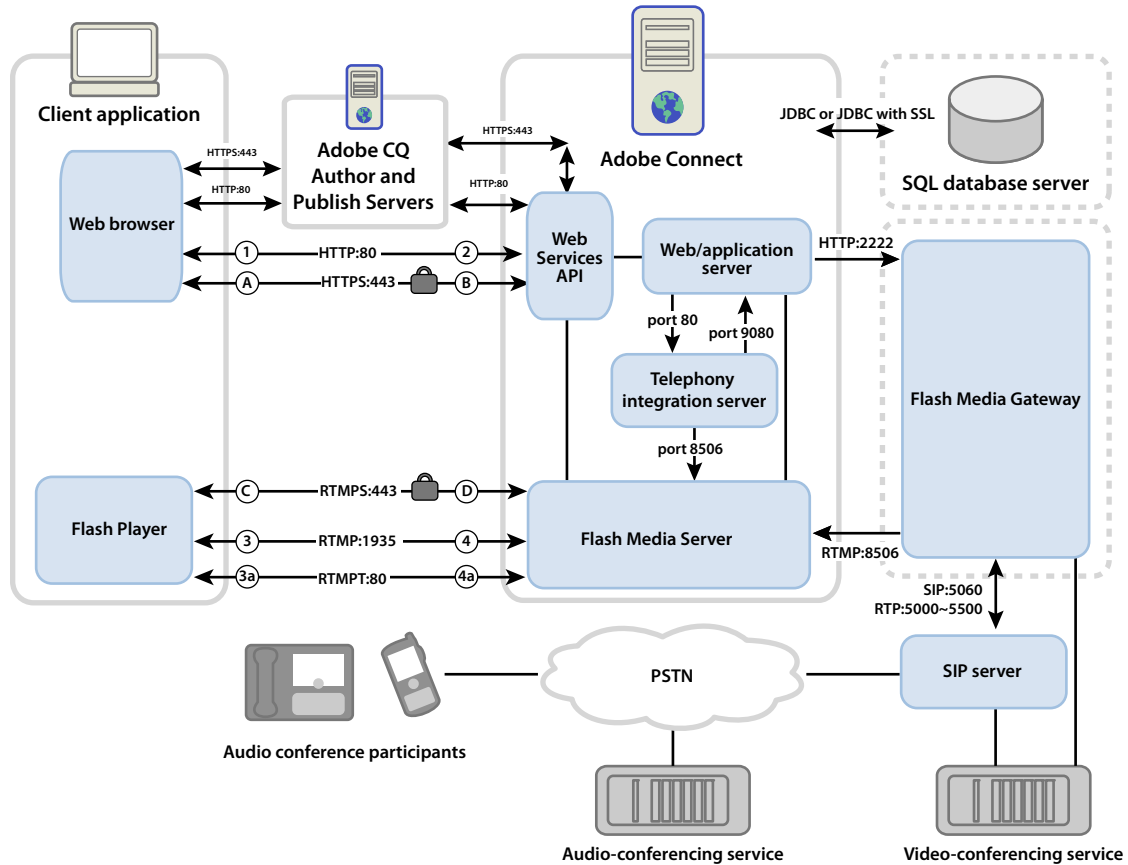 Client application
Adobe CQ
Author and
Publish Servers
Adobe Connect
JDBC or JDBC with SSL
SQL database server
HTTPS:443
HTTP:80
HTTPS:443
HTTP:80
Web browser
1
HTTP:80
2
A
HTTPS:443
B
Web
Services
API
Web/application
server
HTTP:2222
port 80
port 9080
Telephony
integration server
port 8506
Flash Media Gateway
Flash Player
C
RTMPS:443
D
3
RTMP:1935
4
3a
RTMPT:80
4a
Flash Media Server
RTMP:8506
SIP:5060
RTP:5000~5500
SIP server
PSTN
Audio conference participants
Audio-conferencing service
Video-conferencing service